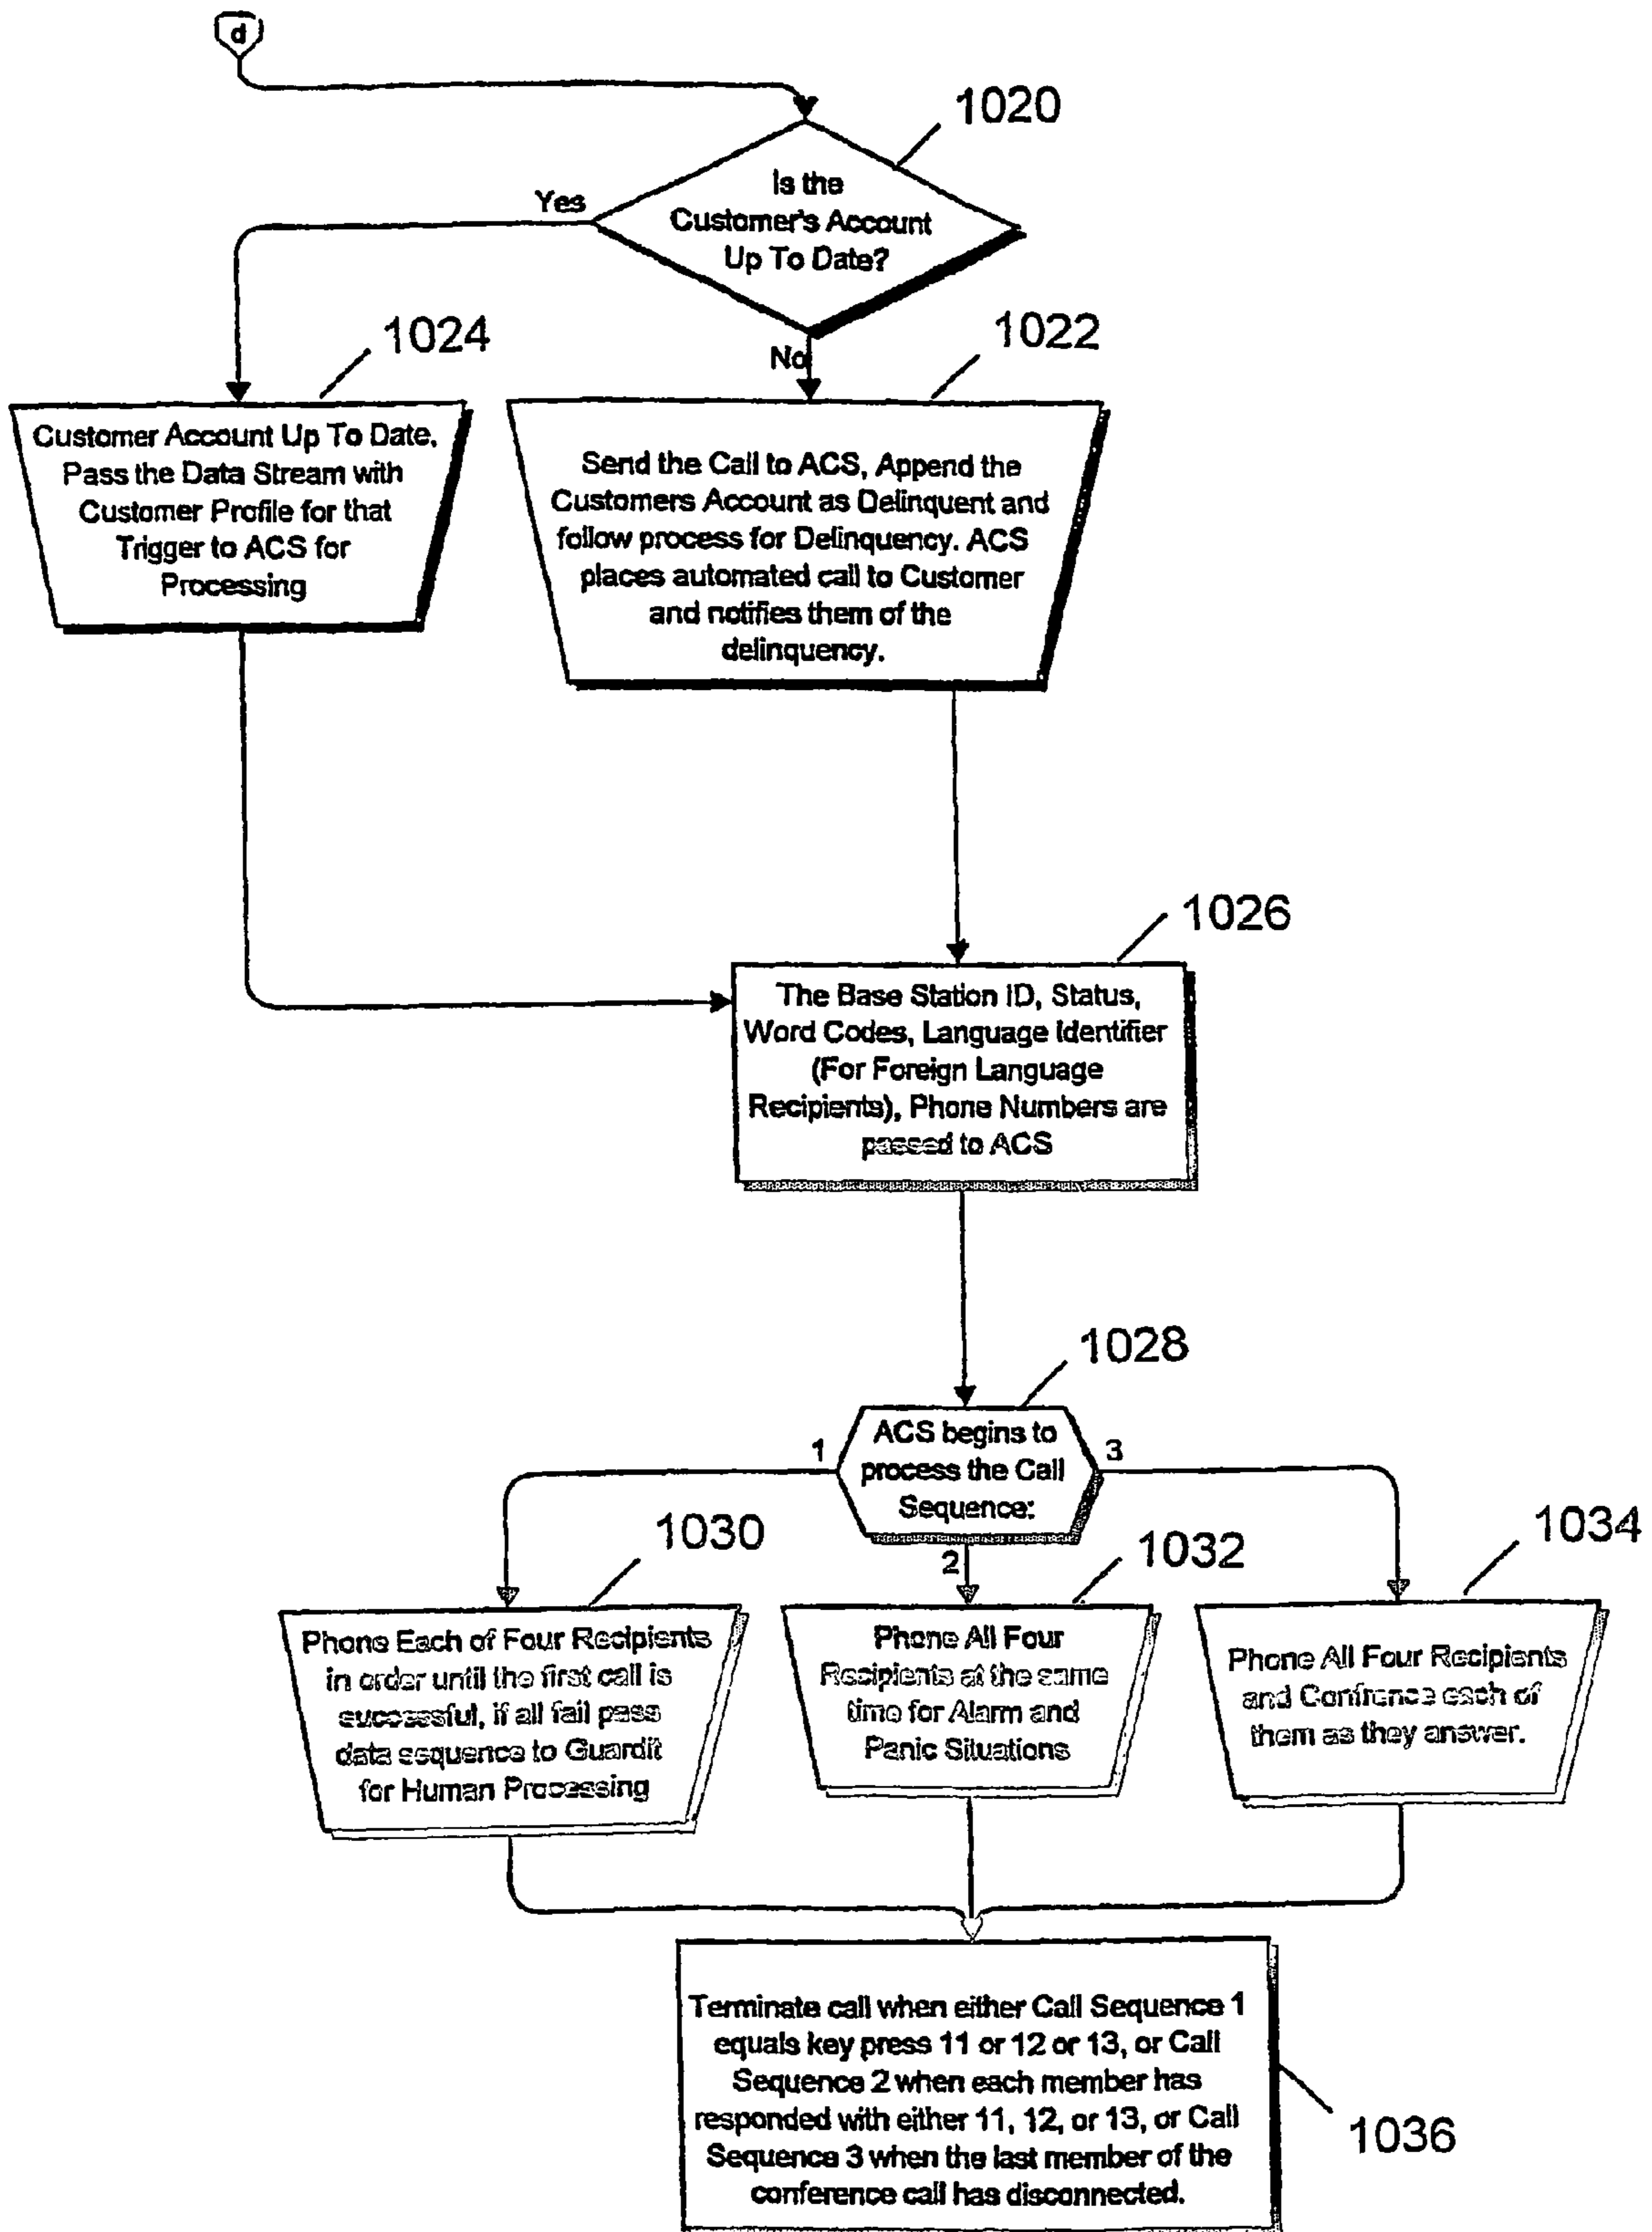 d
1020
Is the
Customer's Account
Up To Date?
Yes
No
1024
Customer Account Up To Date,
Pass the Data Stream with
Customer Profile for that
Trigger to ACS for
Processing
1022
Send the Call to ACS, Append the
Customers Account as Delinquent and
follow process for Delinquency. ACS
places automated call to Customer
and notifies them of the
delinquency.
1026
The Base Station ID, Status,
Word Codes, Language Identifier
(For Foreign Language
Recipients), Phone Numbers are
passed to ACS
1028
ACS begins to
process the Call
Sequence:
1
2
3
1030
Phone Each of Four Recipients
in order until the first call is
successful, if all fail pass
data sequence to Guardit
for Human Processing
1032
Phone All Four
Recipients at the same
time for Alarm and
Panic Situations
1034
Phone All Four Recipients
and Confrence each of
them as they answer.
Terminate call when either Call Sequence 1
equals key press 11 or 12 or 13, or Call
Sequence 2 when each member has
responded with either 11, 12, or 13, or Call
Sequence 3 when the last member of the
conference call has disconnected.
1036